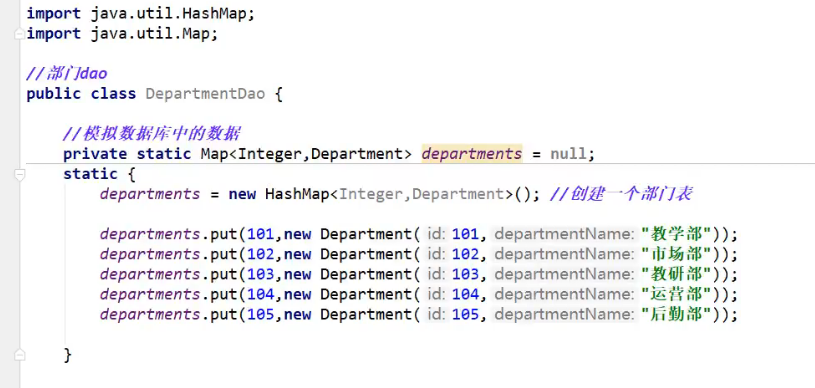 import java.util.HashMap;
import java.util.Map;
//部门dao
public class DepartmentDao {
//模拟数据库中的数据
private static Map<Integer,Department> departments = null;
static {
departments = new HashMap<Integer,Department>(); //创建一个部门表
departments.put(101,new Department( id: 101, departmentName: "教学部"));
departments.put(102,new Department( id: 102, departmentName: "市场部"));
departments.put(103,new Department( id: 103, departmentName: "教研部"));
departments.put(104,new Department( id: 104, departmentName: "运营部"));
departments.put(105,new Department( id: 105, departmentName: "后勤部"));
}